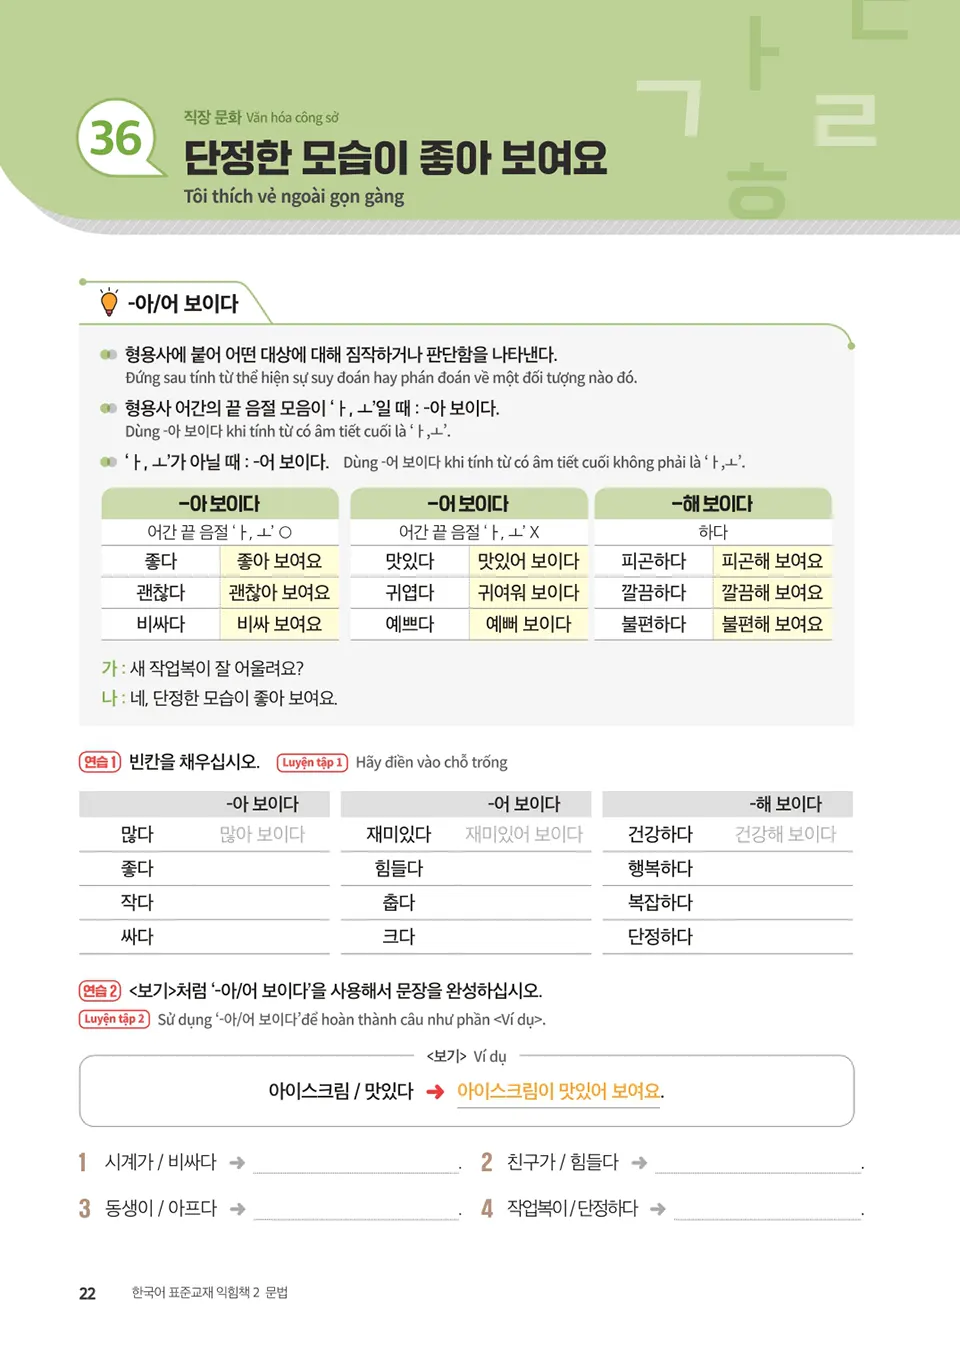 36
직장 문화 Văn hóa công sở
단정한 모습이 좋아 보여요
Tôi thích vẻ ngoài gọn gàng
ㄱ ㅏ ㄷ ㄹ ㅎ
-아/어 보이다
형용사에 붙어 어떤 대상에 대해 짐작하거나 판단함을 나타낸다.
Đứng sau tính từ thể hiện sự suy đoán hay phán đoán về một đối tượng nào đó.
형용사 어간의 끝 음절 모음이 ‘ㅏ, ㅗ’일 때 : -아 보이다.
Dùng -아 보이다 khi tính từ có âm tiết cuối là ‘ㅏ,ㅗ’.
‘ㅏ, ㅗ’가 아닐 때 : -어 보이다. Dùng -어 보이다 khi tính từ có âm tiết cuối không phải là ‘ㅏ,ㅗ’.
-아 보이다 -어 보이다 -해 보이다
어간 끝 음절 ‘ㅏ, ㅗ’ O 어간 끝 음절 ‘ㅏ, ㅗ’ X 하다
좋다 좋아 보여요 맛있다 맛있어 보이다 피곤하다 피곤해 보여요
괜찮다 괜찮아 보여요 귀엽다 귀여워 보이다 깔끔하다 깔끔해 보여요
비싸다 비싸 보여요 예쁘다 예뻐 보이다 불편하다 불편해 보여요
가 : 새 작업복이 잘 어울려요?
나 : 네, 단정한 모습이 좋아 보여요.
연습 1 빈칸을 채우십시오. Luyện tập 1 Hãy điền vào chỗ trống
-아 보이다 -어 보이다 -해 보이다
많다 많아 보이다 재미있다 재미있어 보이다 건강하다 건강해 보이다
좋다 힘들다 행복하다
작다 춥다 복잡하다
싸다 크다 단정하다
연습 2 <보기>처럼 ‘-아/어 보이다’을 사용해서 문장을 완성하십시오.
Luyện tập 2 Sử dụng ‘-아/어 보이다’để hoàn thành câu như phần <Ví dụ>.
<보기> Ví dụ
아이스크림 / 맛있다 ➜ 아이스크림이 맛있어 보여요.
1 시계가 / 비싸다 ➜ . 2 친구가 / 힘들다 ➜ .
3 동생이 / 아프다 ➜ . 4 작업복이 / 단정하다 ➜ .
22 한국어 표준교재 익힘책 2 문법